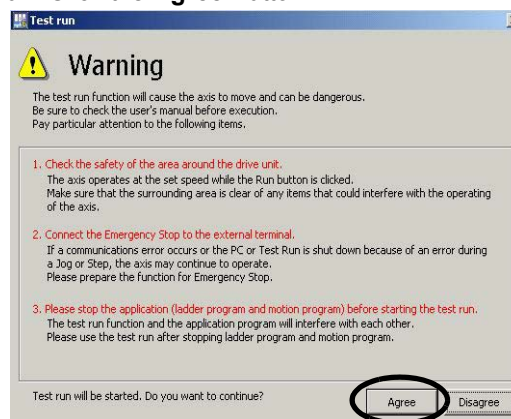 Test run
Warning
The test run function will cause the axis to move and can be dangerous.
Be sure to check the user's manual before execution.
Pay particular attention to the following items.
1. Check the safety of the area around the drive unit.
The axis operates at the set speed while the Run button is clicked.
Make sure that the surrounding area is clear of any items that could interfere with the operating
of the axis.
2. Connect the Emergency Stop to the external terminal.
If a communications error occurs or the PC or Test Run is shut down because of an error during
a Jog or Step, the axis may continue to operate.
Please prepare the function for Emergency Stop.
3. Please stop the application (ladder program and motion program) before starting the test run.
The test run function and the application program will interfere with each other.
Please use the test run after stopping ladder program and motion program.
Test run will be started. Do you want to continue?
Agree
Disagree